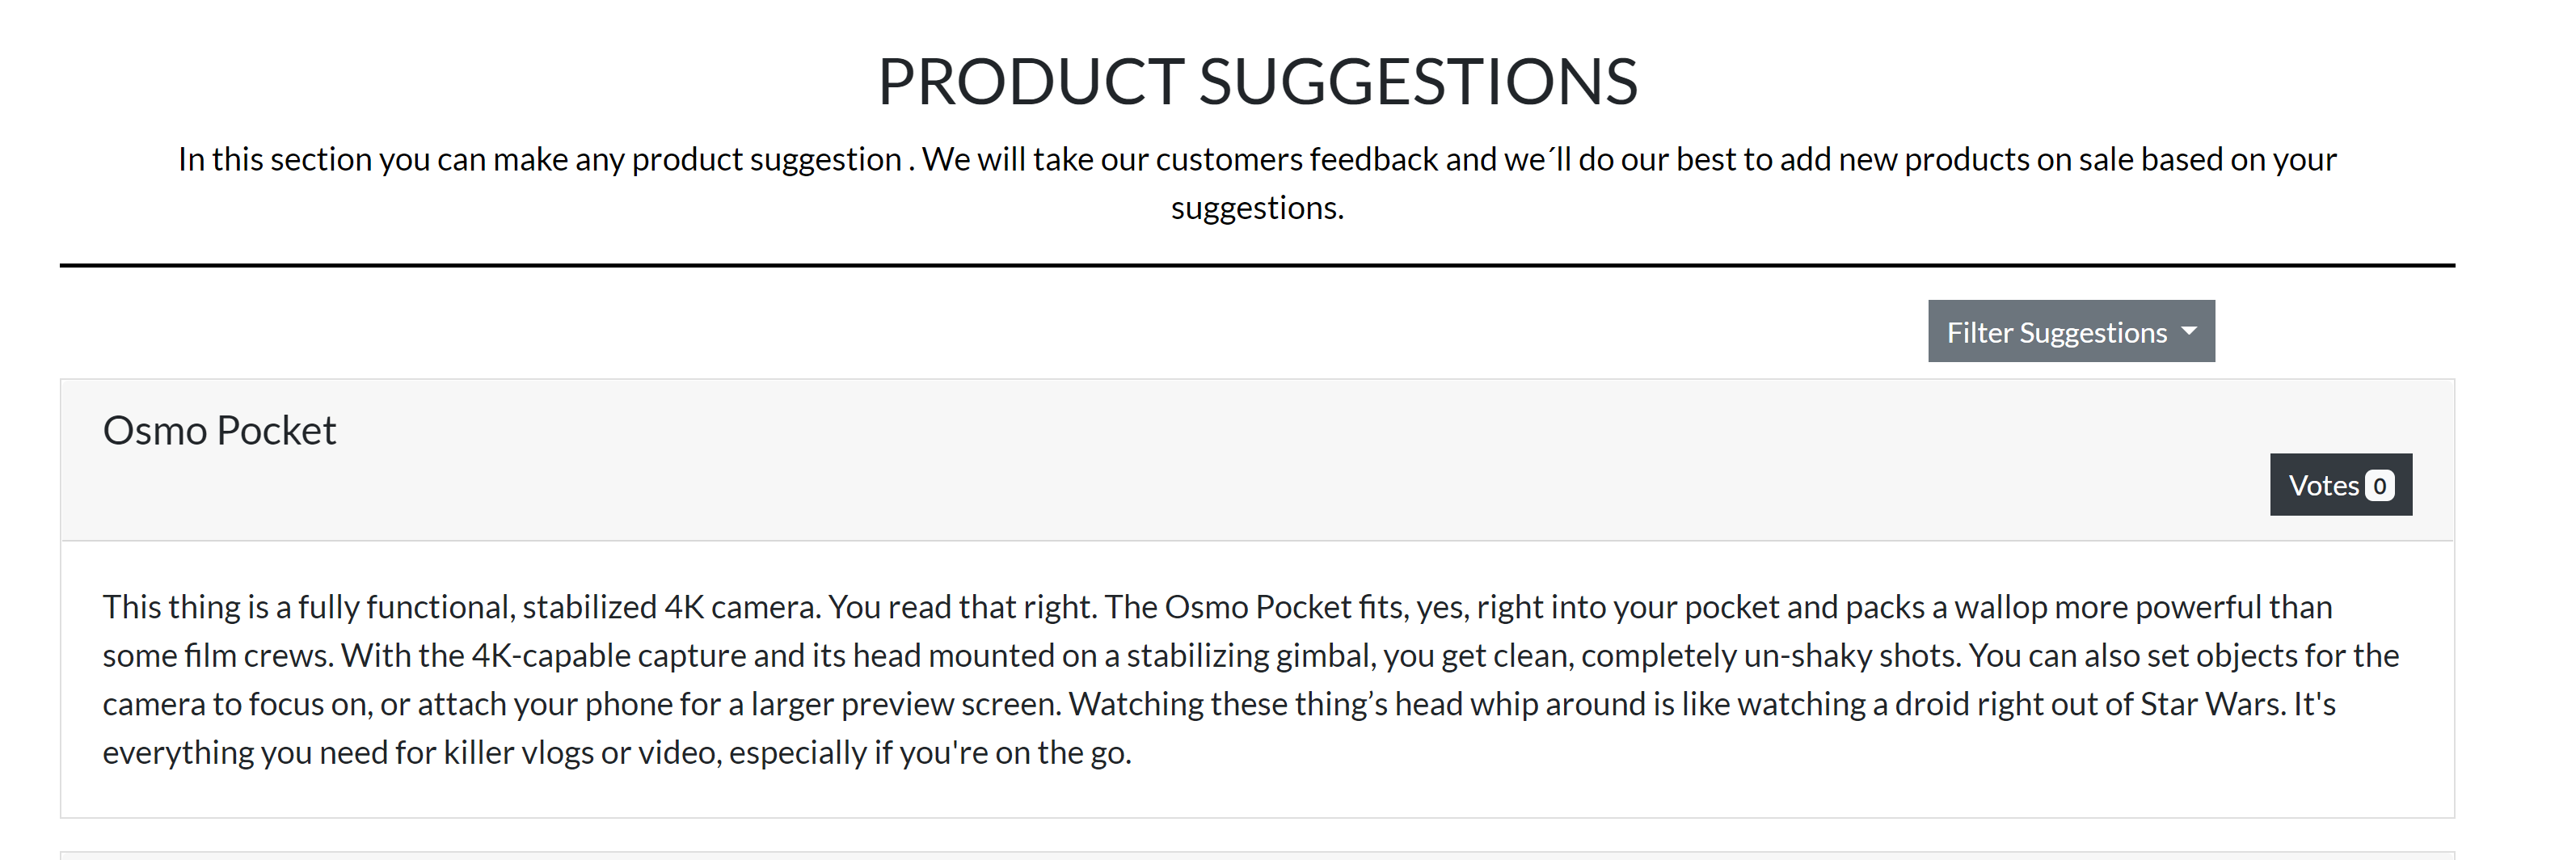 PRODUCT SUGGESTIONS
In this section you can make any product suggestion . We will take our customers feedback and we´ll do our best to add new products on sale based on your
suggestions.
Filter Suggestions
Osmo Pocket
Votes 0
This thing is a fully functional, stabilized 4K camera. You read that right. The Osmo Pocket fits, yes, right into your pocket and packs a wallop more powerful than
some film crews. With the 4K-capable capture and its head mounted on a stabilizing gimbal, you get clean, completely un-shaky shots. You can also set objects for the
camera to focus on, or attach your phone for a larger preview screen. Watching these thing’s head whip around is like watching a droid right out of Star Wars. It's
everything you need for killer vlogs or video, especially if you're on the go.